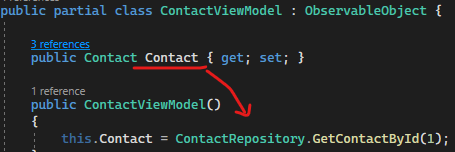 public partial class ContactViewModel : ObservableObject {
3 references
public Contact Contact { get; set; }
1 reference
public ContactViewModel()
{
this.Contact = ContactRepository.GetContactById(1);